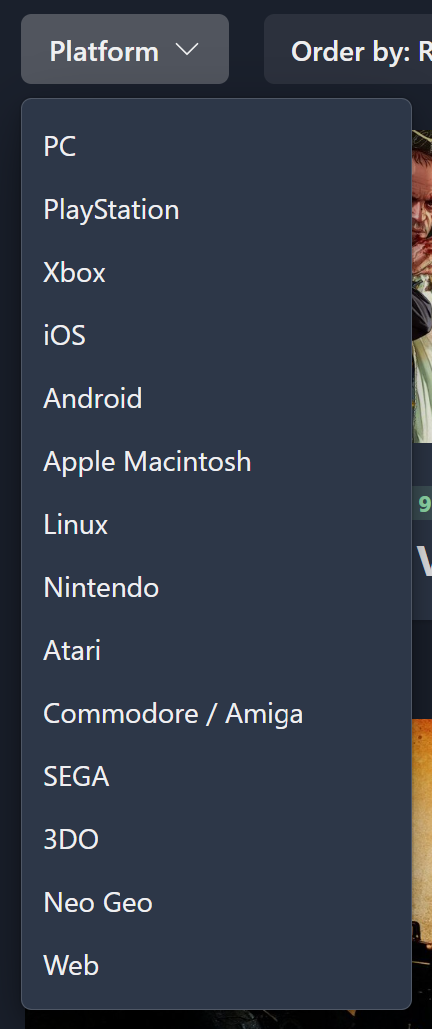 Platform
Order by: R
PC
PlayStation
Xbox
iOS
Android
Apple Macintosh
Linux
Nintendo
Atari
Commodore / Amiga
SEGA
3DO
Neo Geo
Web
9